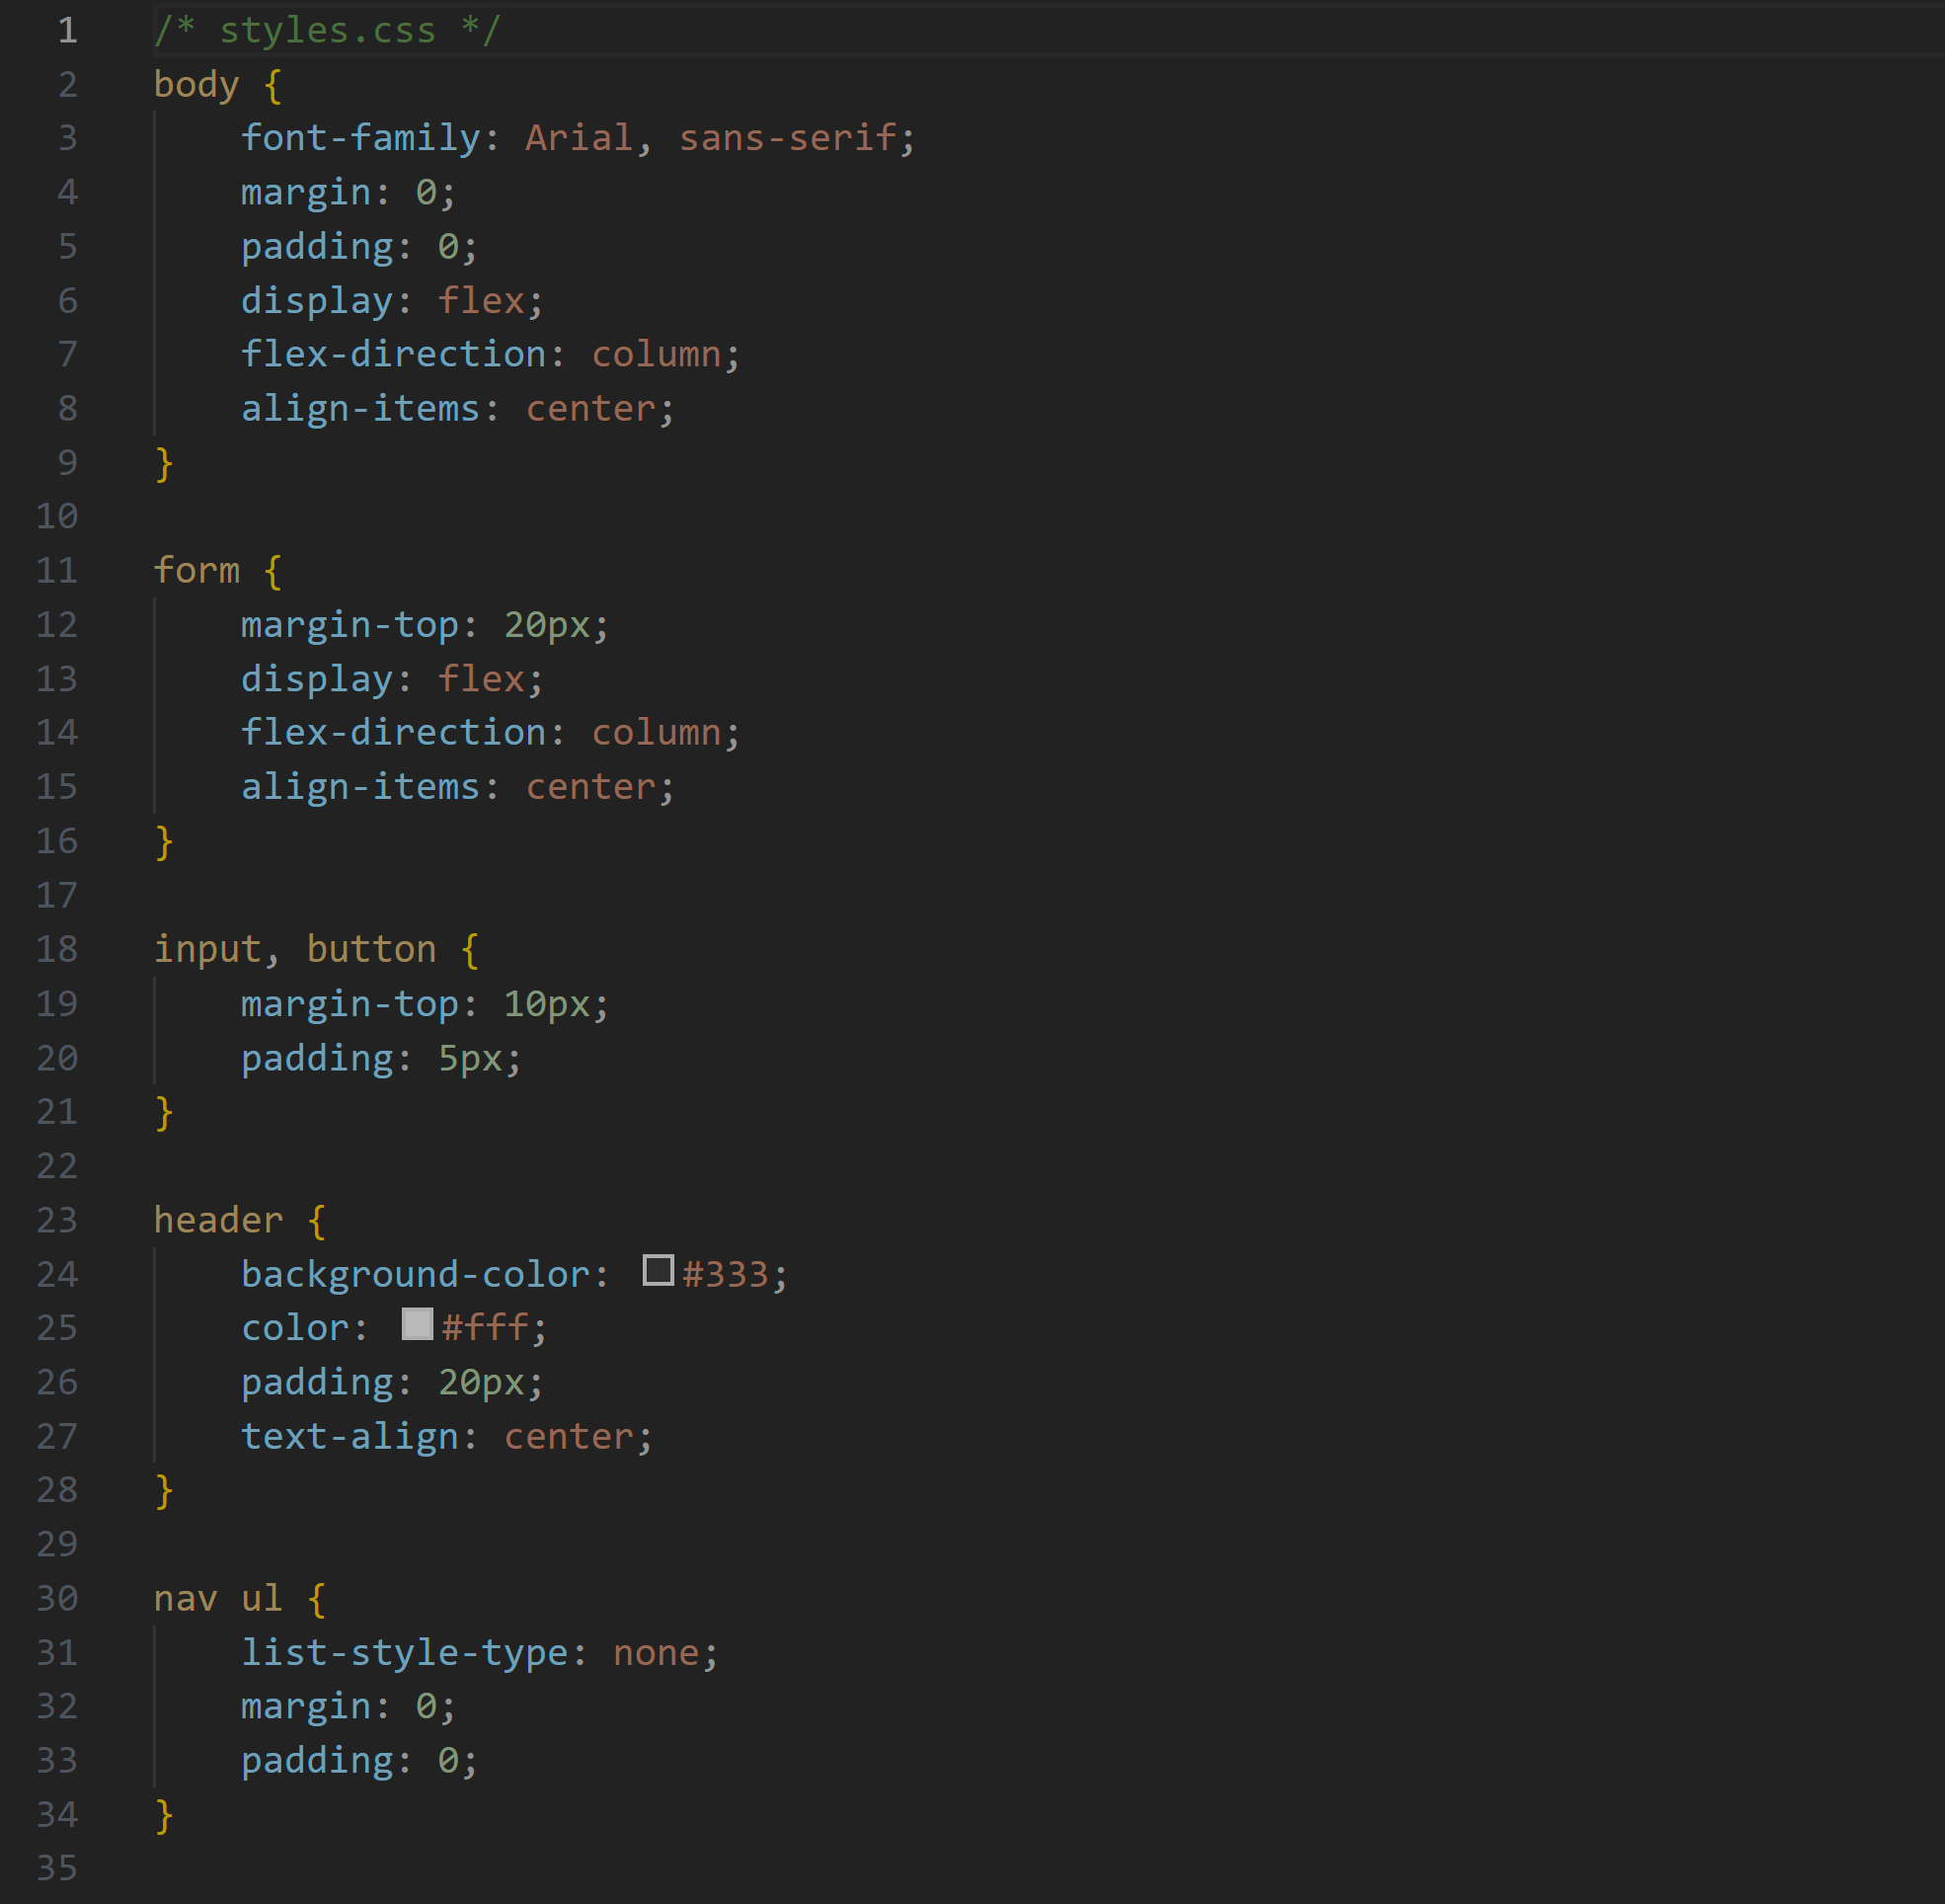 1 /* styles.css */
2 body {
3     font-family: Arial, sans-serif;
4     margin: 0;
5     padding: 0;
6     display: flex;
7     flex-direction: column;
8     align-items: center;
9 }
10
11 form {
12     margin-top: 20px;
13     display: flex;
14     flex-direction: column;
15     align-items: center;
16 }
17
18 input, button {
19     margin-top: 10px;
20     padding: 5px;
21 }
22
23 header {
24     background-color: #333;
25     color: #fff;
26     padding: 20px;
27     text-align: center;
28 }
29
30 nav ul {
31     list-style-type: none;
32     margin: 0;
33     padding: 0;
34 }
35